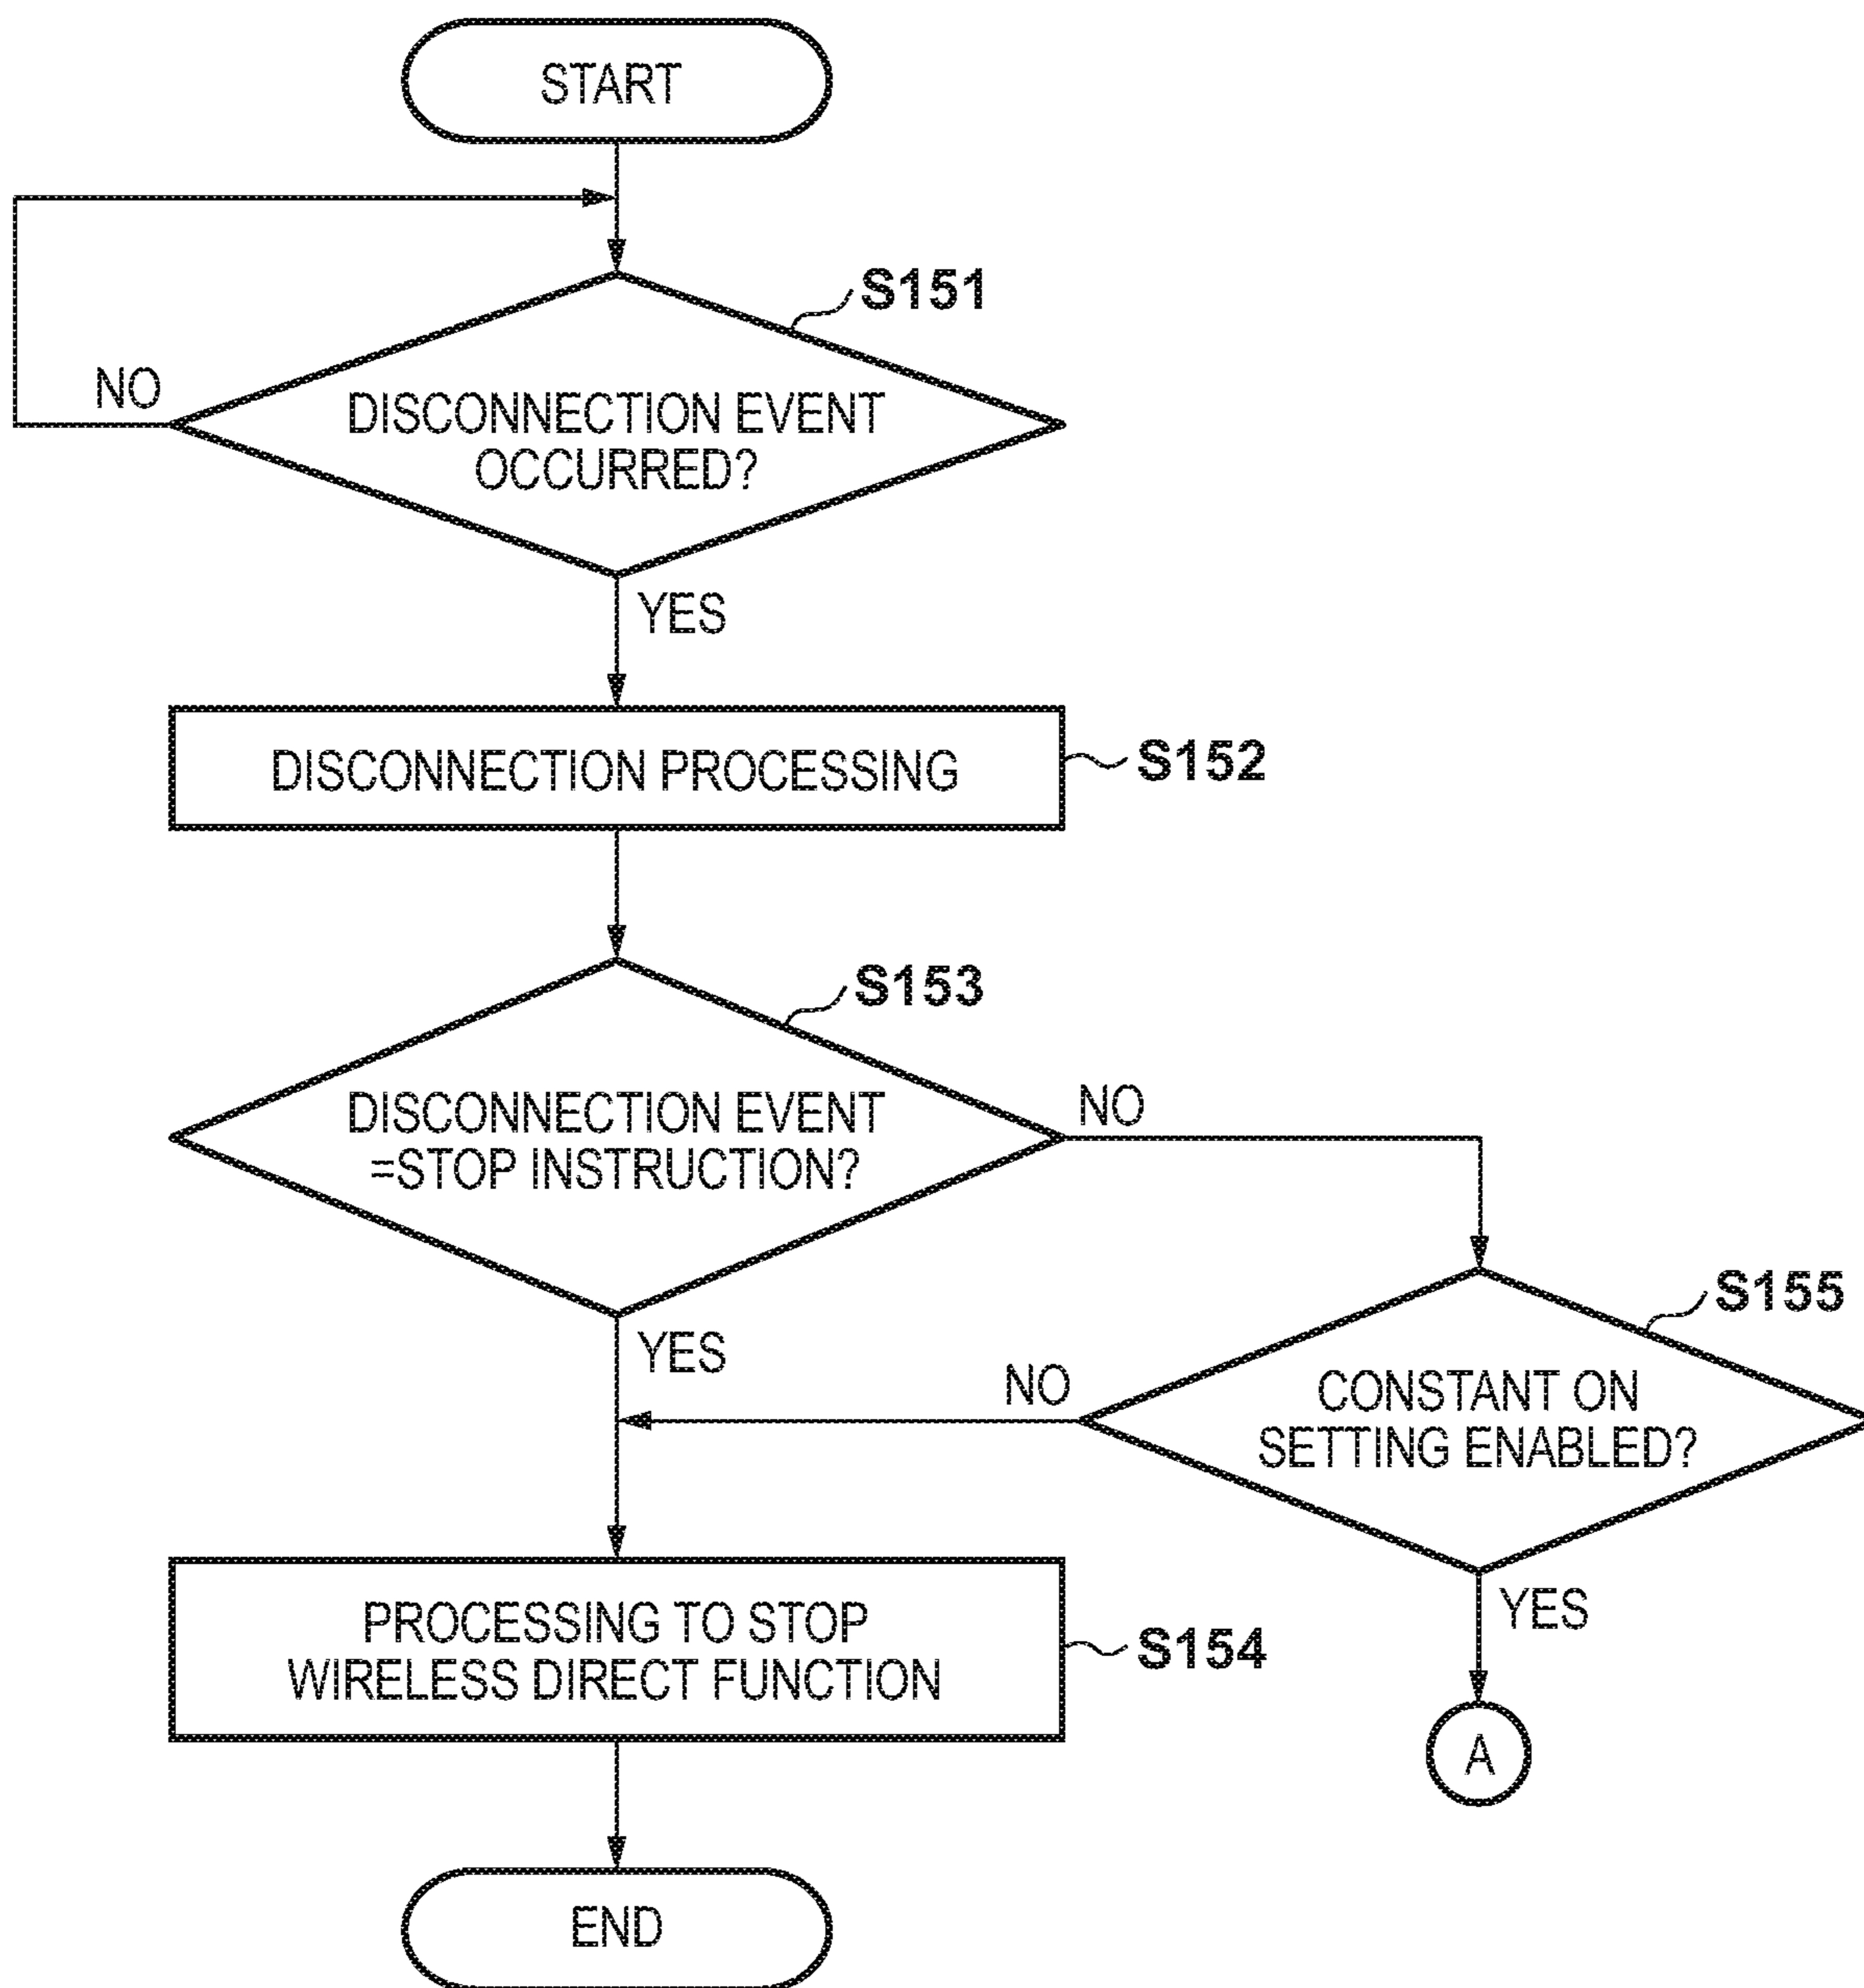 START
S151
NO
DISCONNECTION EVENT
OCCURRED?
YES
DISCONNECTION PROCESSING
S152
S153
DISCONNECTION EVENT
=STOP INSTRUCTION?
NO
YES
S155
NO
CONSTANT ON
SETTING ENABLED?
YES
PROCESSING TO STOP
WIRELESS DIRECT FUNCTION
S154
A
END